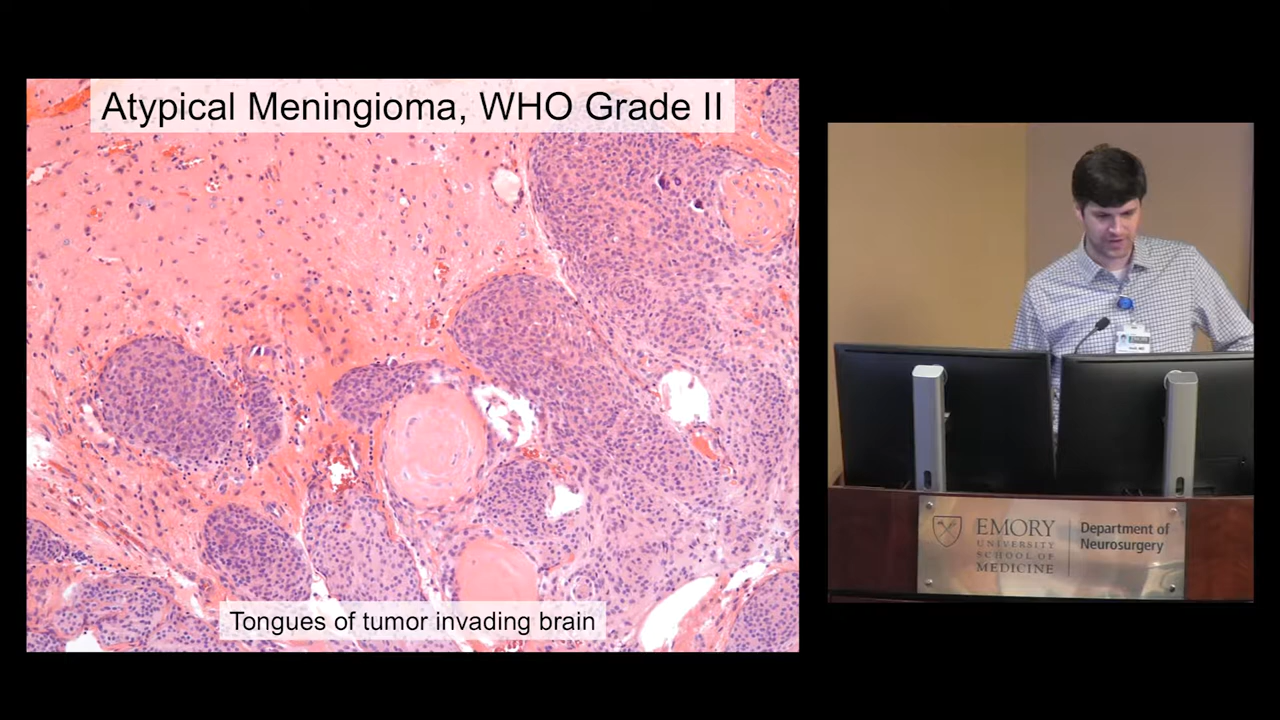 Atypical Meningioma, WHO Grade II
Tongues of tumor invading brain
EMORY
UNIVERSITY
SCHOOL OF
MEDICINE
Department of
Neurosurgery